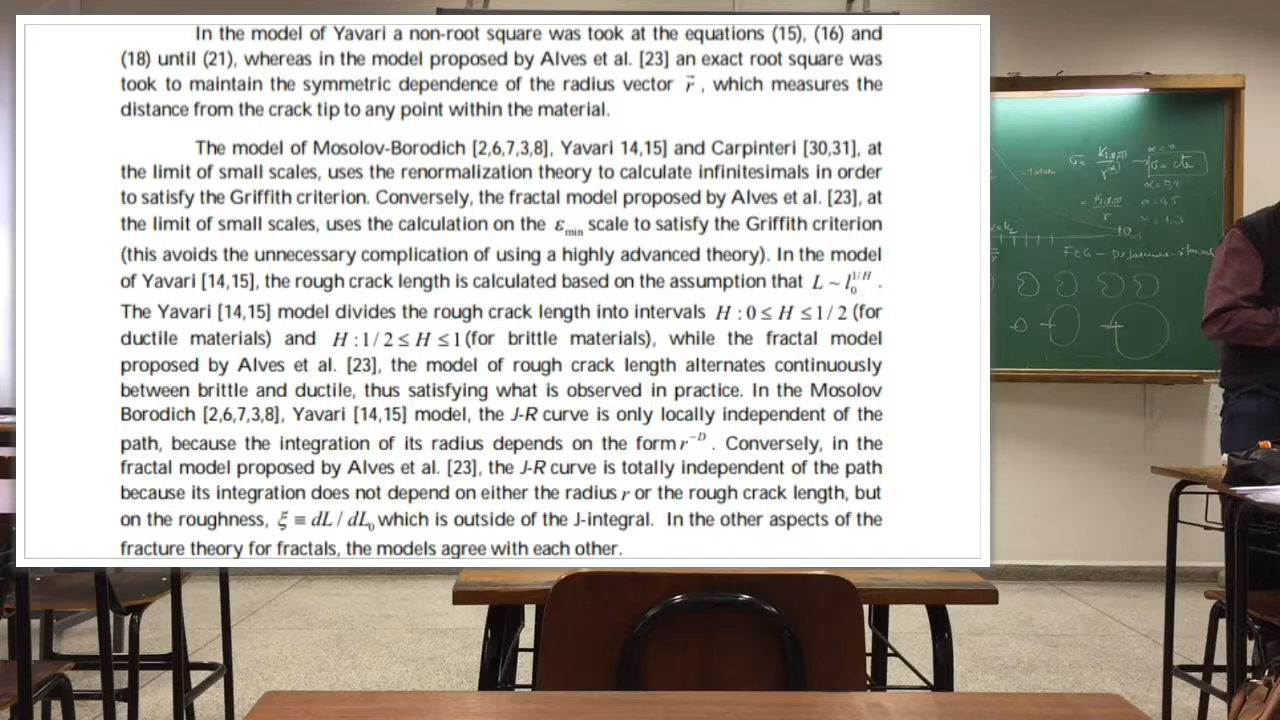 In the model of Yavari a non-root square was took at the equations (15), (16) and
(18) until (21), whereas in the model proposed by Alves et al. [23] an exact root square was
took to maintain the symmetric dependence of the radius vector r⃗ , which measures the
distance from the crack tip to any point within the material.
The model of Mosolov-Borodich [2,6,7,3,8], Yavari 14,15] and Carpinteri [30,31], at
the limit of small scales, uses the renormalization theory to calculate infinitesimals in order
to satisfy the Griffith criterion. Conversely, the fractal model proposed by Alves et al. [23], at
the limit of small scales, uses the calculation on the ε_min scale to satisfy the Griffith criterion
(this avoids the unnecessary complication of using a highly advanced theory). In the model
of Yavari [14,15], the rough crack length is calculated based on the assumption that L ~ l_0^{1/H} .
The Yavari [14,15] model divides the rough crack length into intervals H : 0 ≤ H ≤ 1/2 (for
ductile materials) and H : 1/2 ≤ H ≤ 1 (for brittle materials), while the fractal model
proposed by Alves et al. [23], the model of rough crack length alternates continuously
between brittle and ductile, thus satisfying what is observed in practice. In the Mosolov
Borodich [2,6,7,3,8], Yavari [14,15] model, the J-R curve is only locally independent of the
path, because the integration of its radius depends on the form r^{-D} . Conversely, in the
fractal model proposed by Alves et al. [23], the J-R curve is totally independent of the path
because its integration does not depend on either the radius r or the rough crack length, but
on the roughness, ξ ≡ dL / dL_0 which is outside of the J-integral. In the other aspects of the
fracture theory for fractals, the models agree with each other.